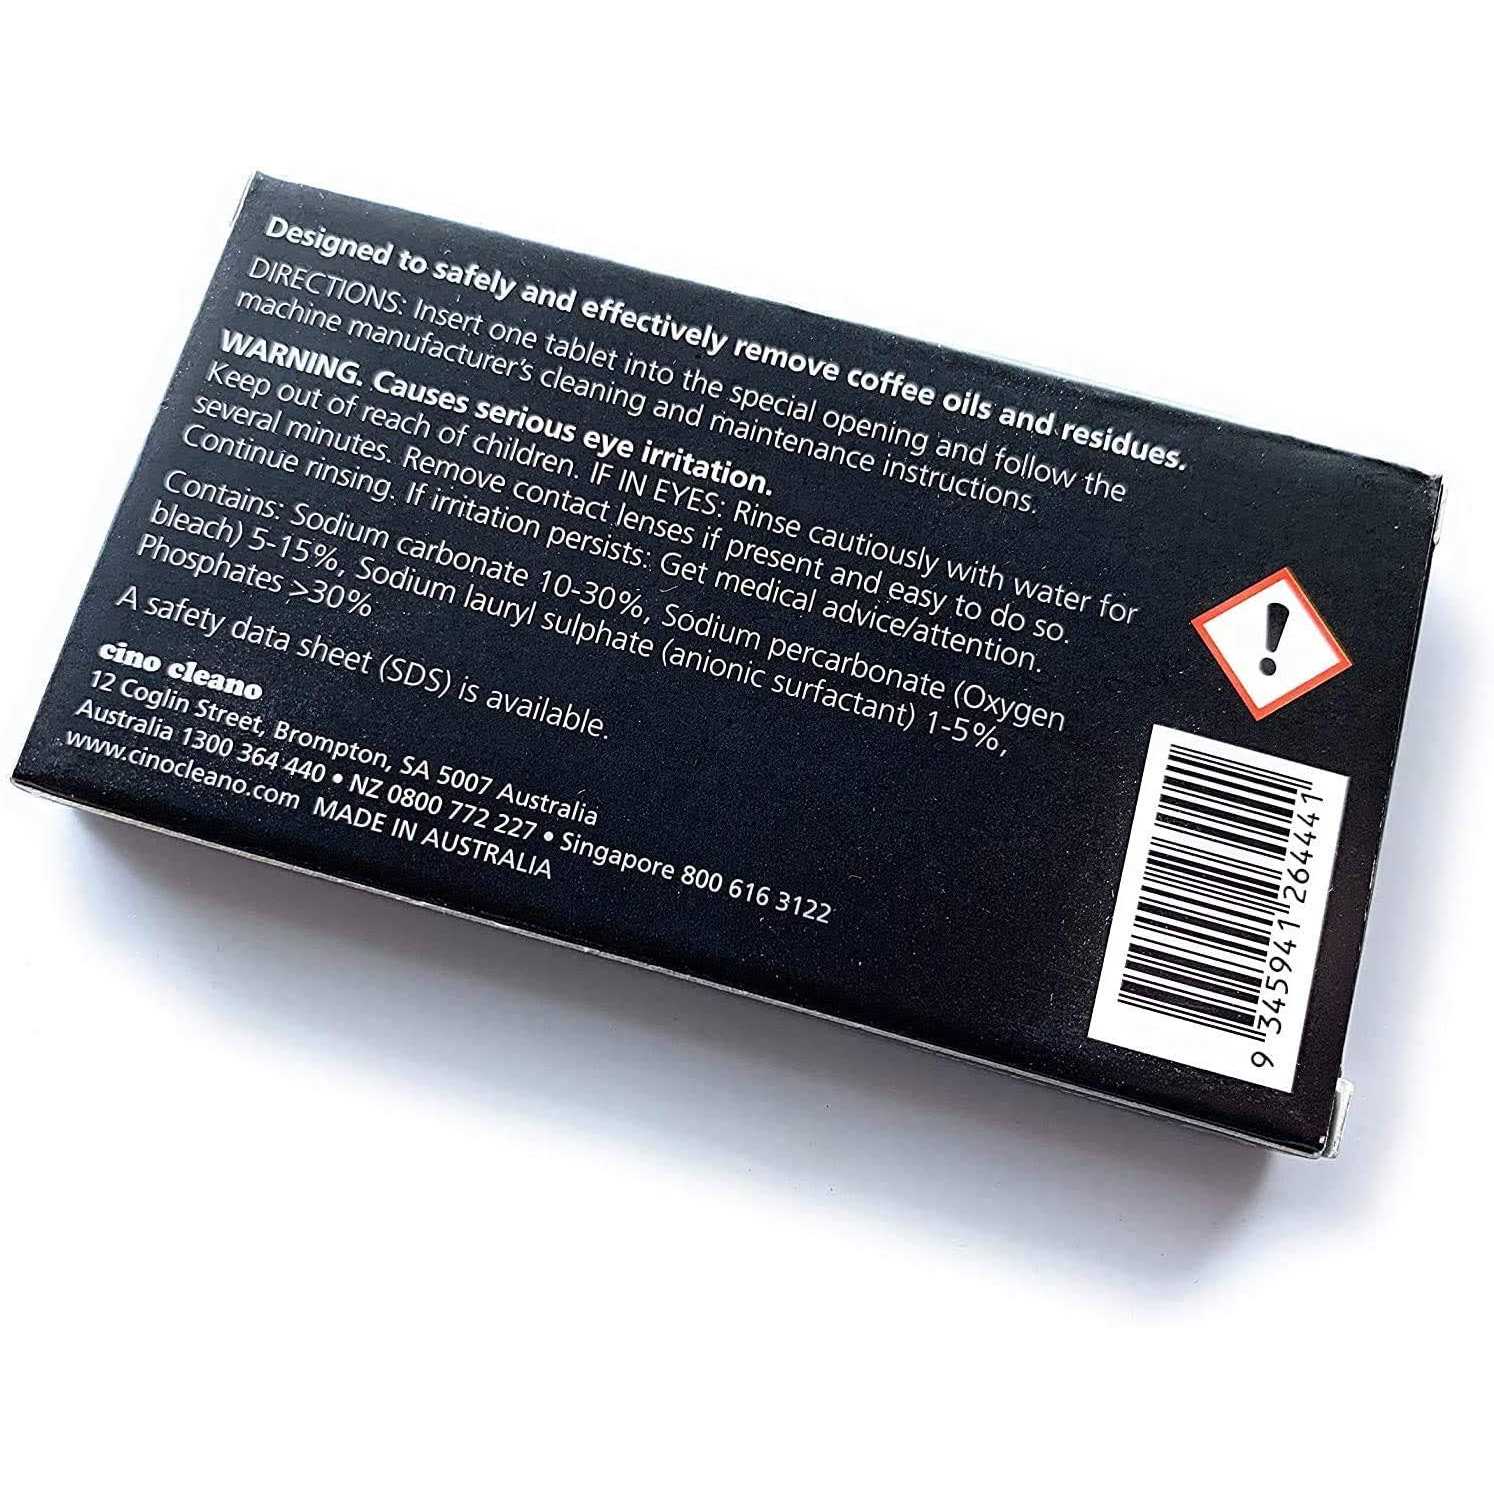 Designed to safely and effectively remove coffee oils and residues.
DIRECTIONS: Insert one tablet into the special opening and follow the
machine manufacturer's cleaning and maintenance instructions.
WARNING. Causes serious eye irritation.
Keep out of reach of children. IF IN EYES: Rinse cautiously with water for
several minutes. Remove contact lenses if present and easy to do so.
Continue rinsing. If irritation persists: Get medical advice/attention.
Contains: Sodium carbonate 10-30%, Sodium percarbonate (Oxygen
bleach) 5-15%, Sodium lauryl sulphate (anionic surfactant) 1-5%,
Phosphates >30%
A safety data sheet (SDS) is available.
cino cleano
12 Coglin Street, Brompton, SA 5007 Australia
Australia 1300 364 440 • NZ 0800 772 227 • Singapore 800 616 3122
www.cinocleano.com MADE IN AUSTRALIA
9 345941 264441